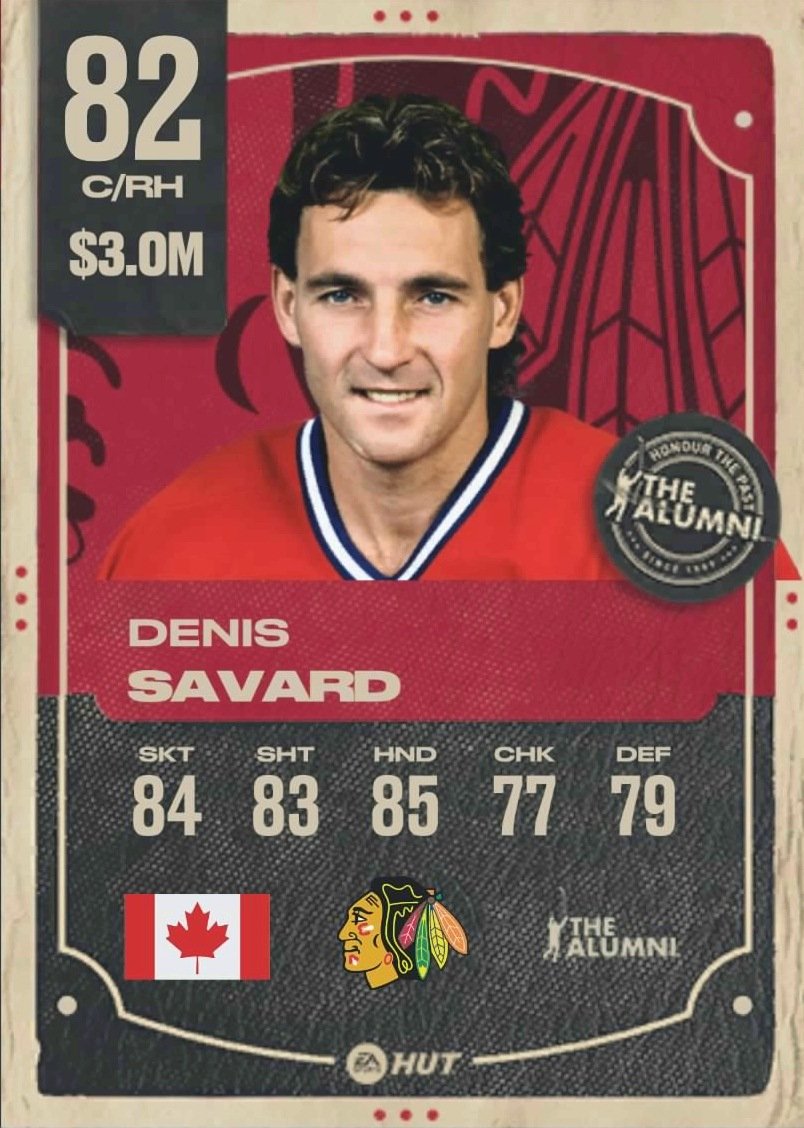 82
C/RH
$3.0M
HONOUR THE PAST
THE
ALUMNI
DENIS
SAVARD
SKT SHT HND CHK DEF
84 83 85 77 79
THE
ALUMNI
EA SPORTS HUT